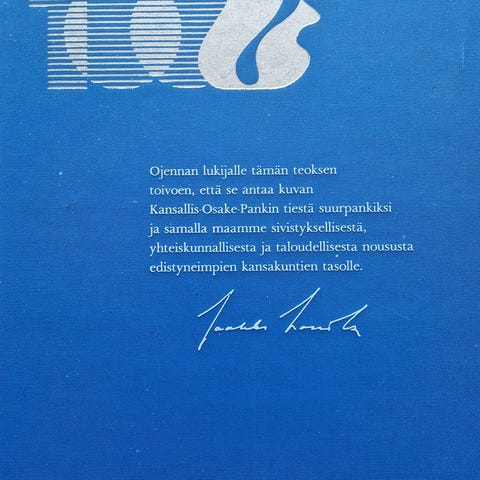 Ojennan lukijalle tämän teoksen
toivoen, että se antaa kuvan
Kansallis-Osake-Pankin tiestä suurpankiksi
ja samalla maamme sivistyksellisestä,
yhteiskunnallisesta ja taloudellisesta noususta
edistyneimpien kansakuntien tasolle.